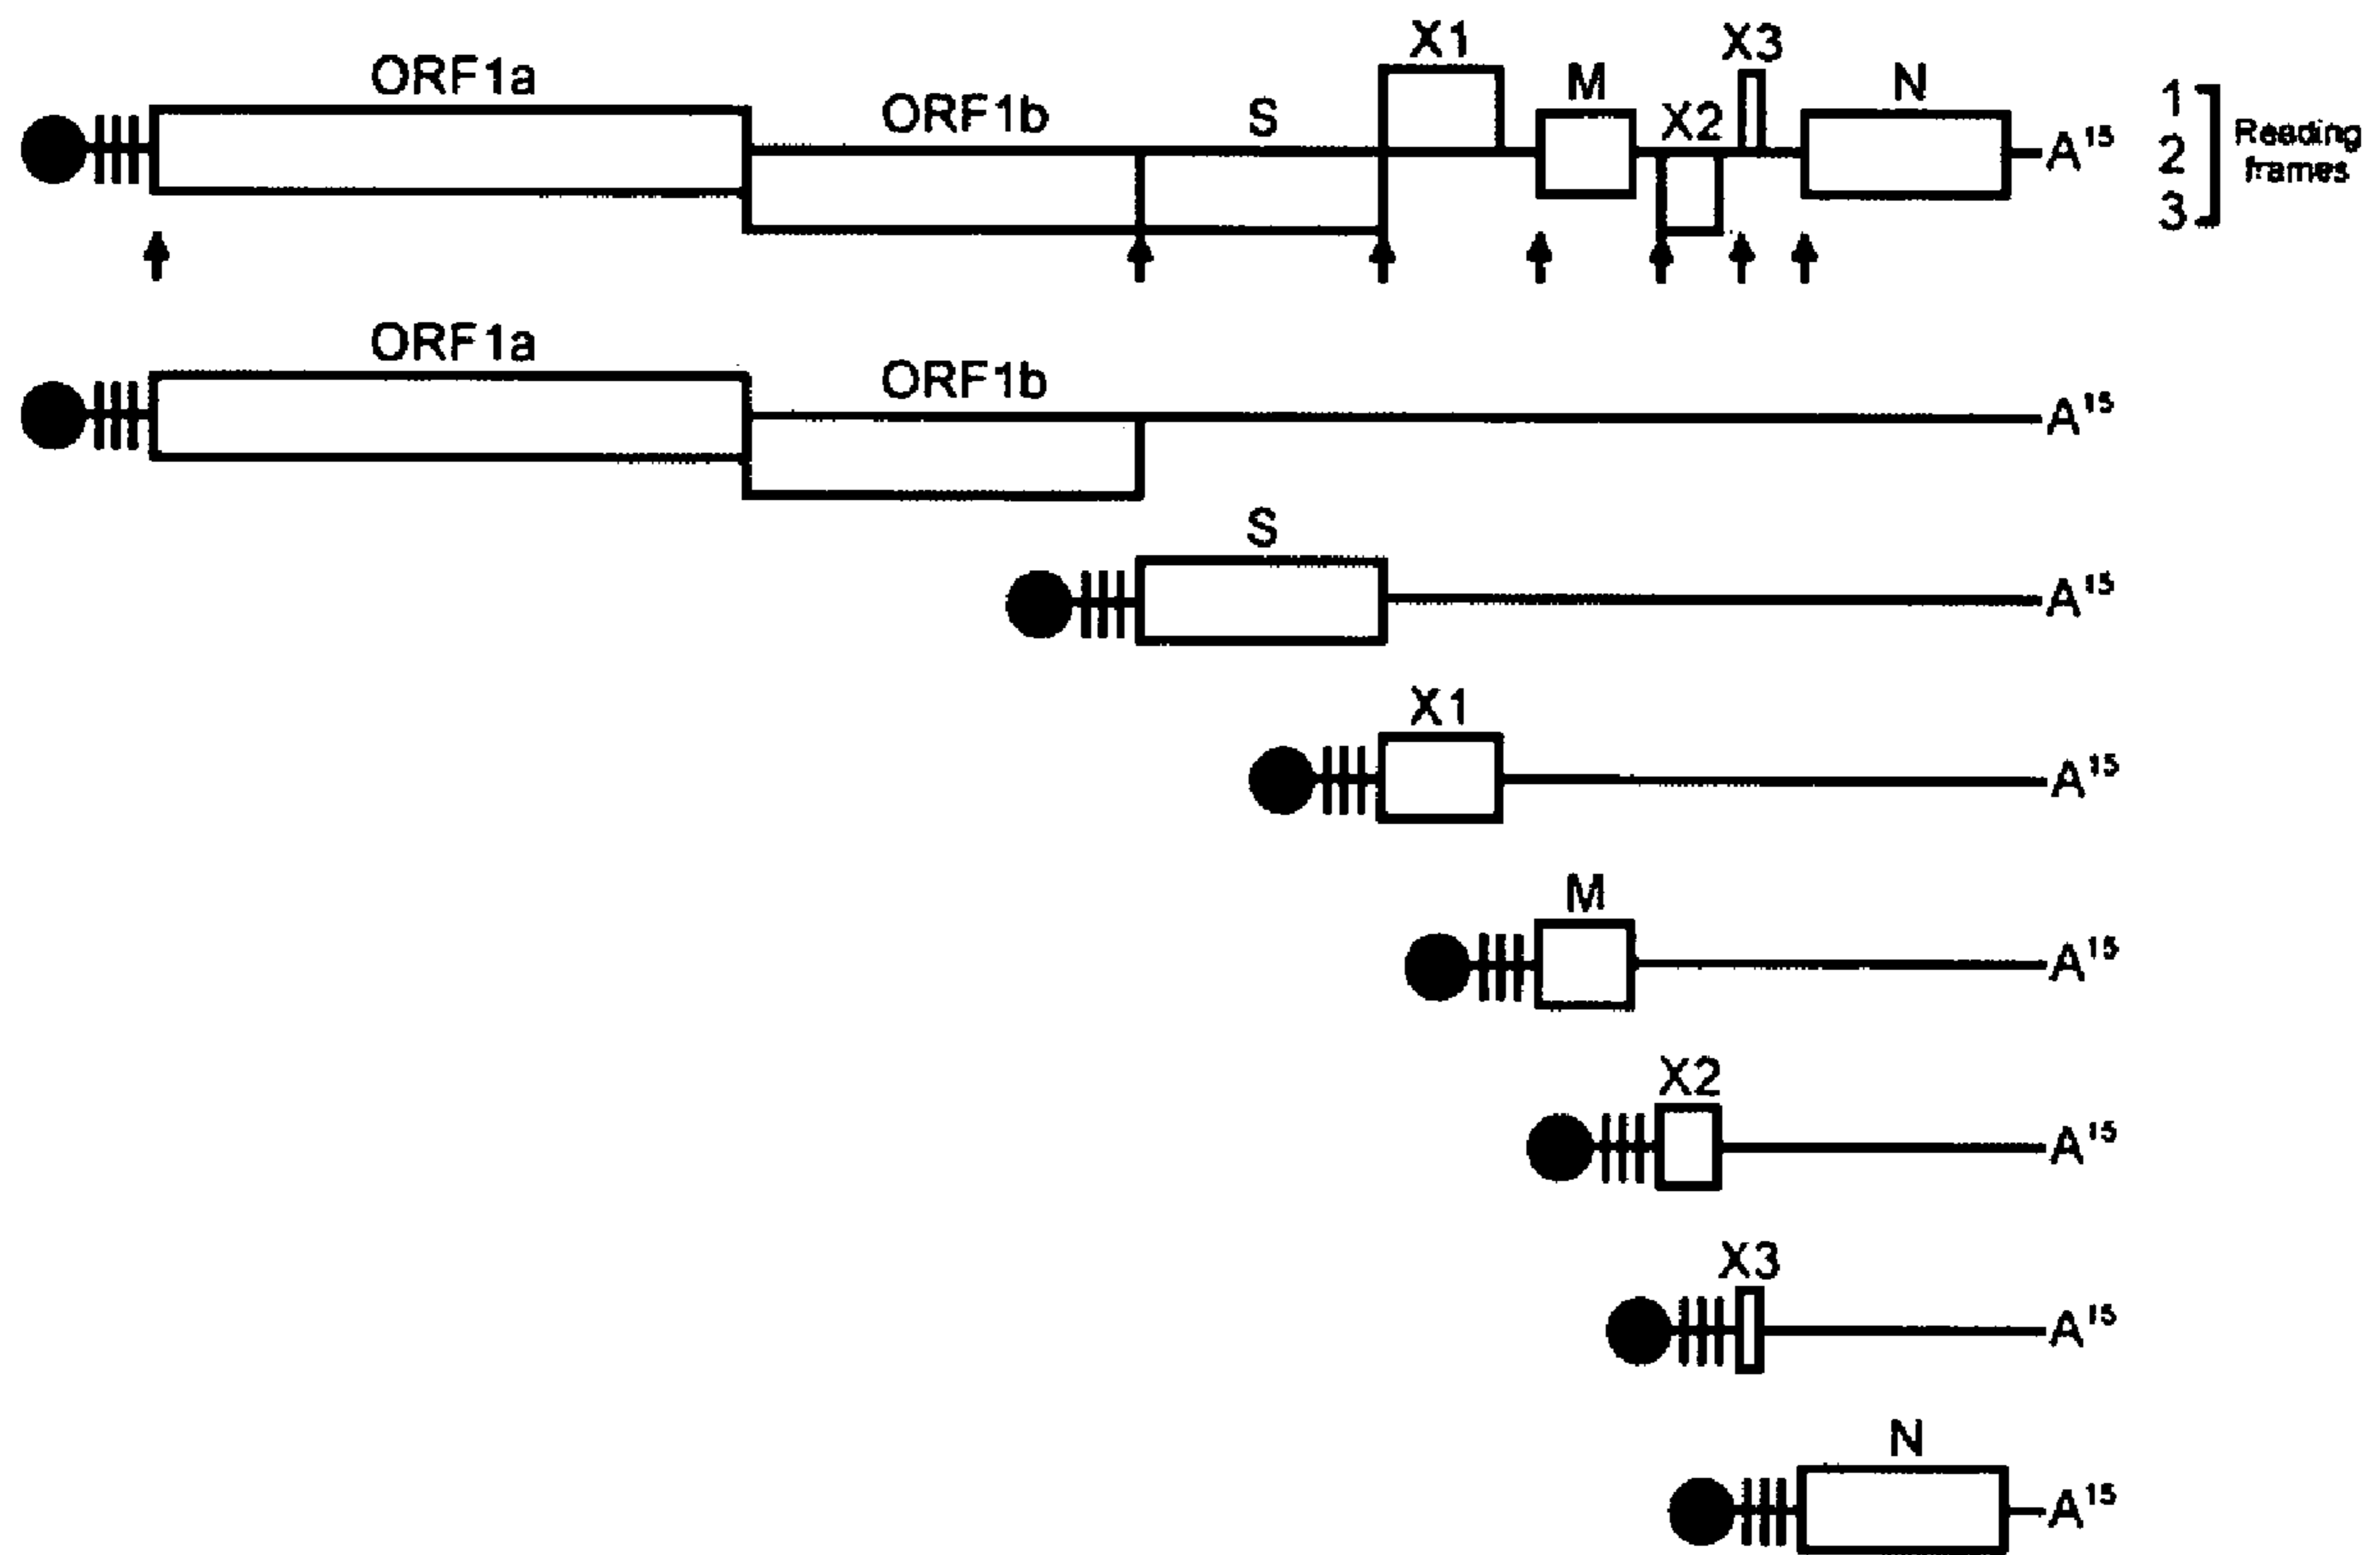 X1
X3
ORF1a
M
N
ORF1b
S
X2
A15
1
2
3
Reading
frames
ORF1a
ORF1b
A15
S
A15
X1
A15
M
A15
X2
A15
X3
A15
N
A15